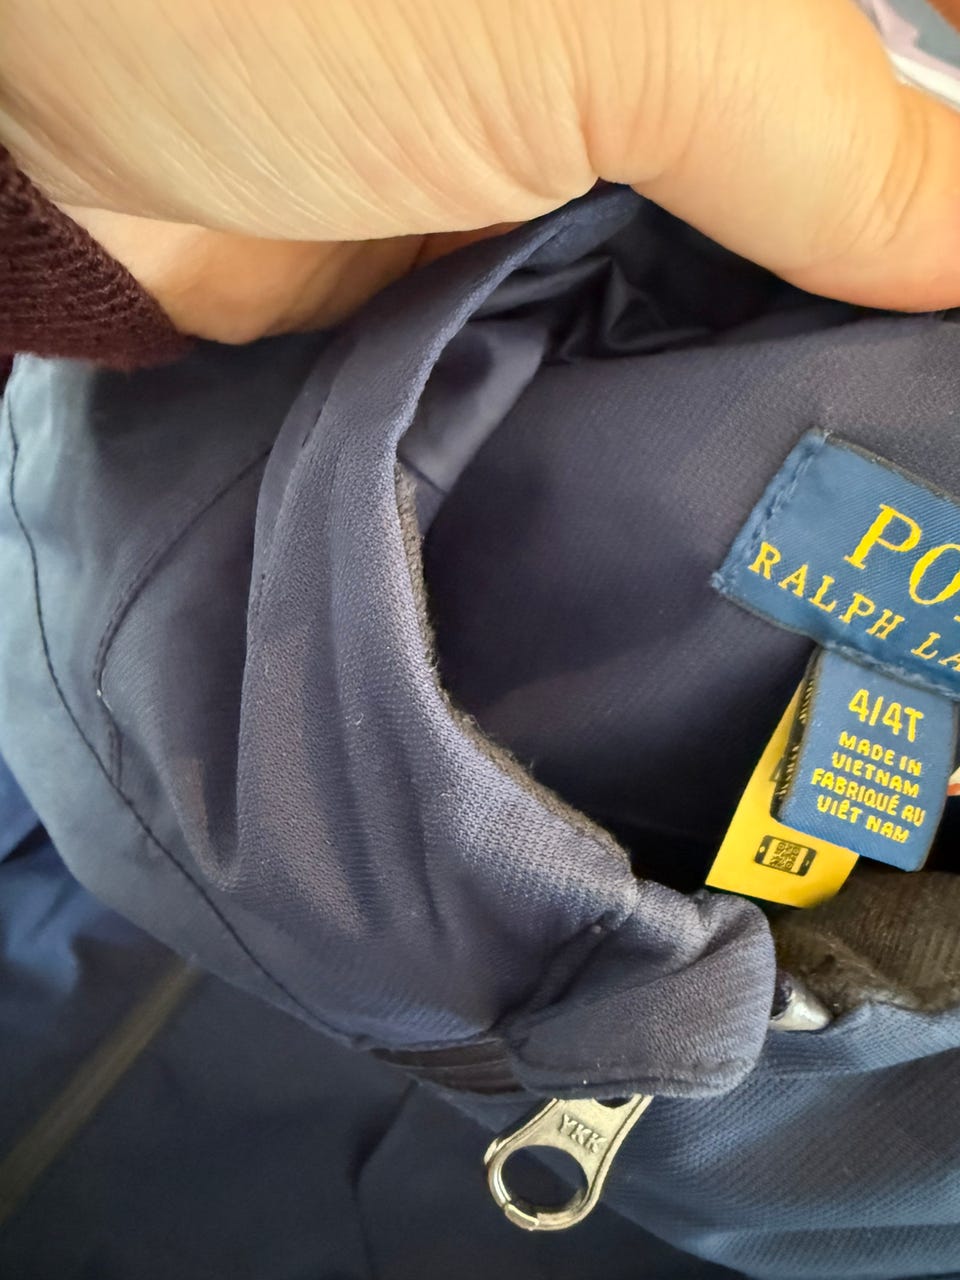 PO
RALPH LA
4/4T
MADE IN
VIETNAM
FABRIQUÉ AU
VIÊT NAM
YKK